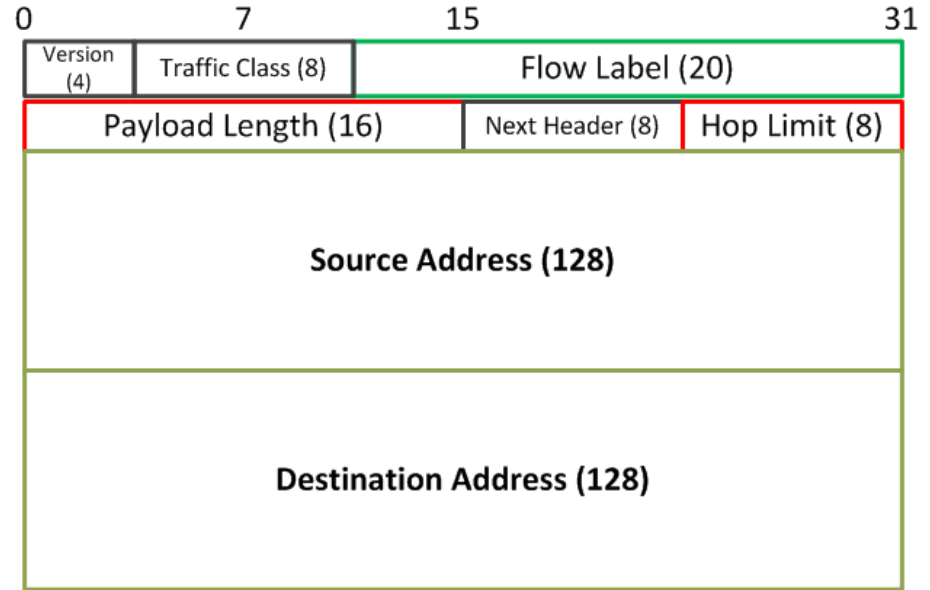 0 7 15 31
Version
(4)
Traffic Class (8)
Flow Label (20)
Payload Length (16)
Next Header (8)
Hop Limit (8)
Source Address (128)
Destination Address (128)